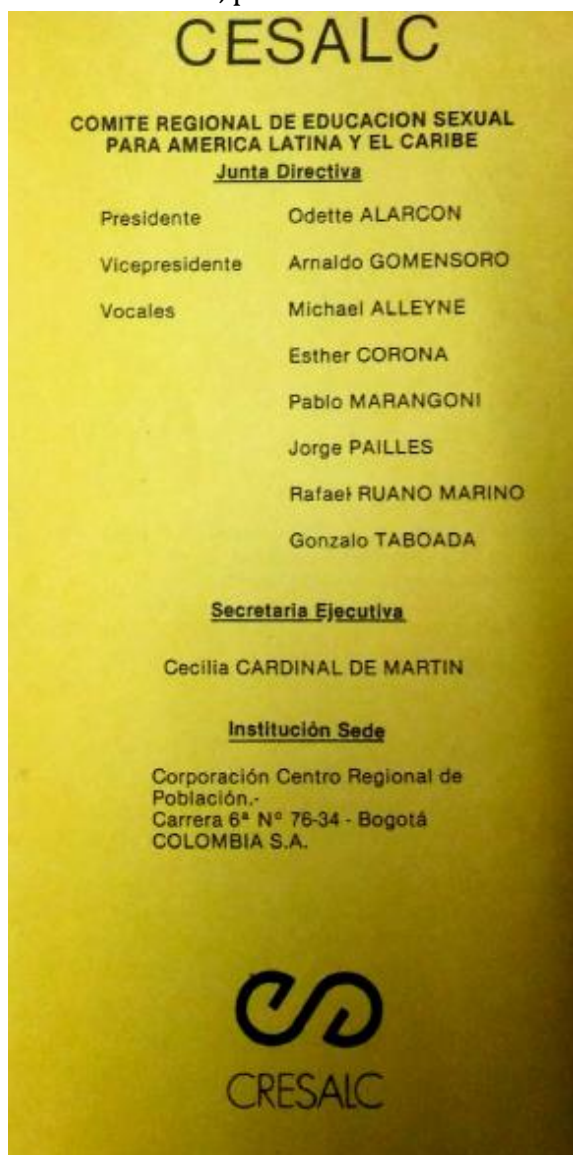 CESALC
COMITE REGIONAL DE EDUCACION SEXUAL
PARA AMERICA LATINA Y EL CARIBE
Junta Directiva
Presidente Odette ALARCON
Vicepresidente Arnaldo GOMENSORO
Vocales Michael ALLEYNE
Esther CORONA
Pablo MARANGONI
Jorge PAILLES
Rafael RUANO MARINO
Gonzalo TABOADA
Secretaria Ejecutiva
Cecilia CARDINAL DE MARTIN
Institución Sede
Corporación Centro Regional de
Población.-
Carrera 6ª Nº 76-34 - Bogotá
COLOMBIA S.A.
CRESALC